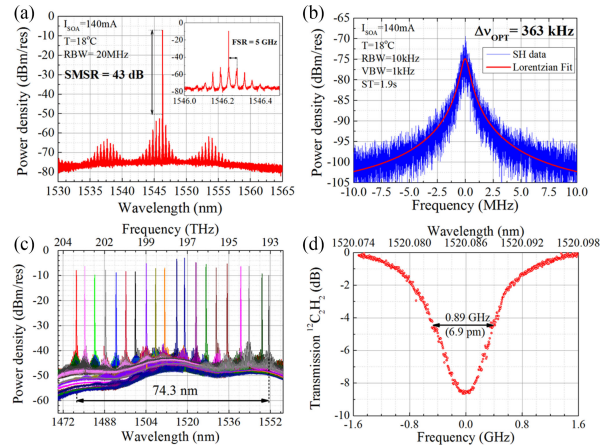 (a)
0
-10
-20
-30
-40
-50
-60
-70
-80
Power density (dBm/res)
I_SOA=140mA
T=18°C
RBW= 20MHz
SMSR= 43 dB
0
-20
-40
-60
-80
FSR= 5 GHz
1546.0 1546.2 1546.4
1530 1535 1540 1545 1550 1555 1560 1565
Wavelength (nm)
(b)
-65
-70
-75
-80
-85
-90
-95
-100
-105
Power density (dBm/res)
I_SOA=140mA
T=18°C
RBW=10kHz
VBW=1kHz
ST=1.9s
Δν_OPT= 363 kHz
SH data
Lorentzian Fit
-10.0 -7.5 -5.0 -2.5 0.0 2.5 5.0 7.5 10.0
Frequency (MHz)
(c)
Frequency (THz)
204 202 199 197 195 193
0
-10
-20
-30
-40
-50
-60
Power density (dBm/res)
74.3 nm
1472 1488 1504 1520 1536 1552
Wavelength (nm)
(d)
Wavelength (nm)
1520.074 1520.080 1520.086 1520.092 1520.098
0
-2
-4
-6
-8
-10
Transmission ¹²C₂H₂ (dB)
0.89 GHz
(6.9 pm)
-1.6 -0.8 0.0 0.8 1.6
Frequency (GHz)